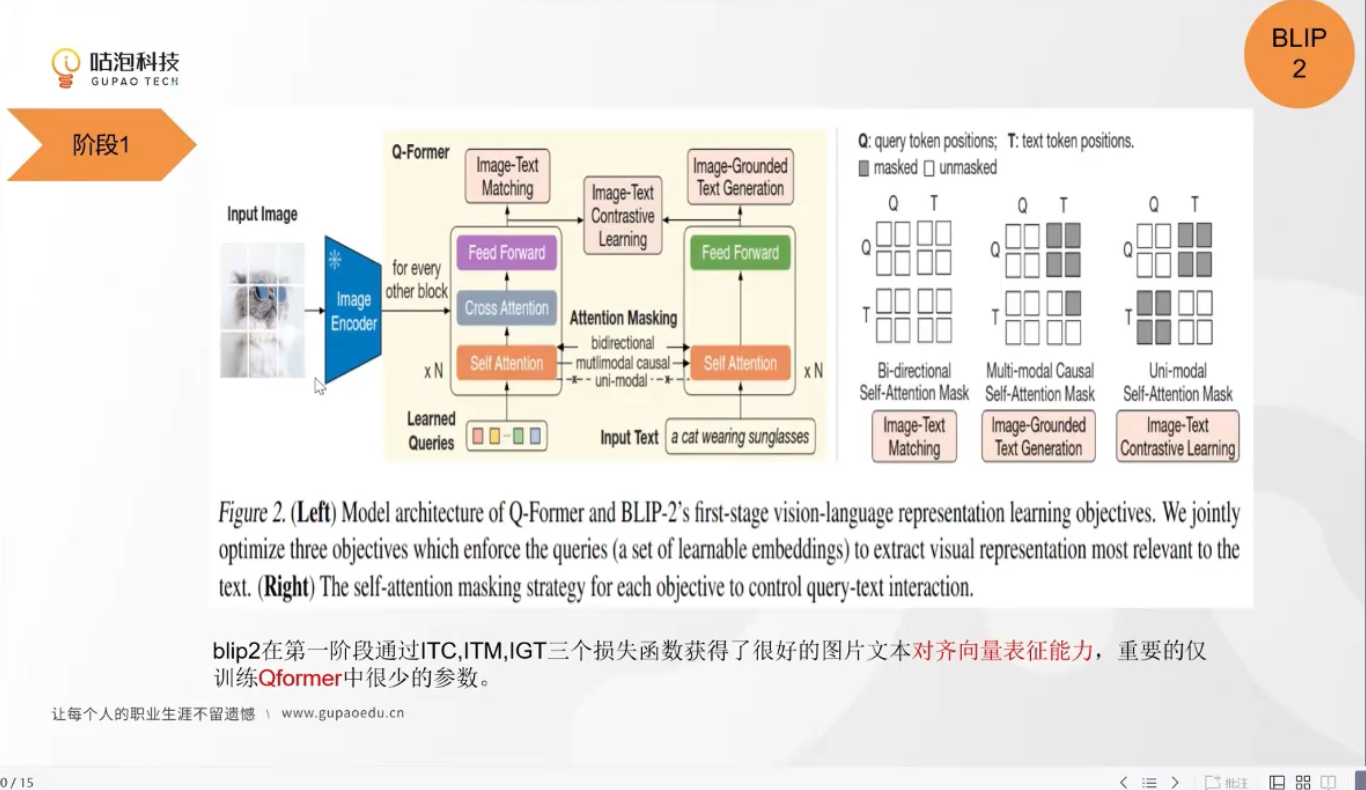 咕泡科技
GUPAO TECH
BLIP
2
阶段1
Input Image
Image
Encoder
for every
other block
Q-Former
Image-Text
Matching
Image-Text
Contrastive
Learning
Image-Grounded
Text Generation
Feed Forward
Feed Forward
Cross Attention
Attention Masking
bidirectional
mutlimodal causal
uni-modal
Self Attention
Self Attention
x N
x N
Learned
Queries
Input Text
a cat wearing sunglasses
Q: query token positions; T: text token positions.
masked unmasked
Q T
Q
T
Bi-directional
Self-Attention Mask
Image-Text
Matching
Q T
Q
T
Multi-modal Causal
Self-Attention Mask
Image-Grounded
Text Generation
Q T
Q
T
Uni-modal
Self-Attention Mask
Image-Text
Contrastive Learning
Figure 2. (Left) Model architecture of Q-Former and BLIP-2's first-stage vision-language representation learning objectives. We jointly
optimize three objectives which enforce the queries (a set of learnable embeddings) to extract visual representation most relevant to the
text. (Right) The self-attention masking strategy for each objective to control query-text interaction.
blip2在第一阶段通过ITC,ITM,IGT三个损失函数获得了很好的图片文本对齐向量表征能力，重要的仅
训练Qformer中很少的参数。
让每个人的职业生涯不留遗憾 \ www.gupaoedu.cn
0 / 15
批注